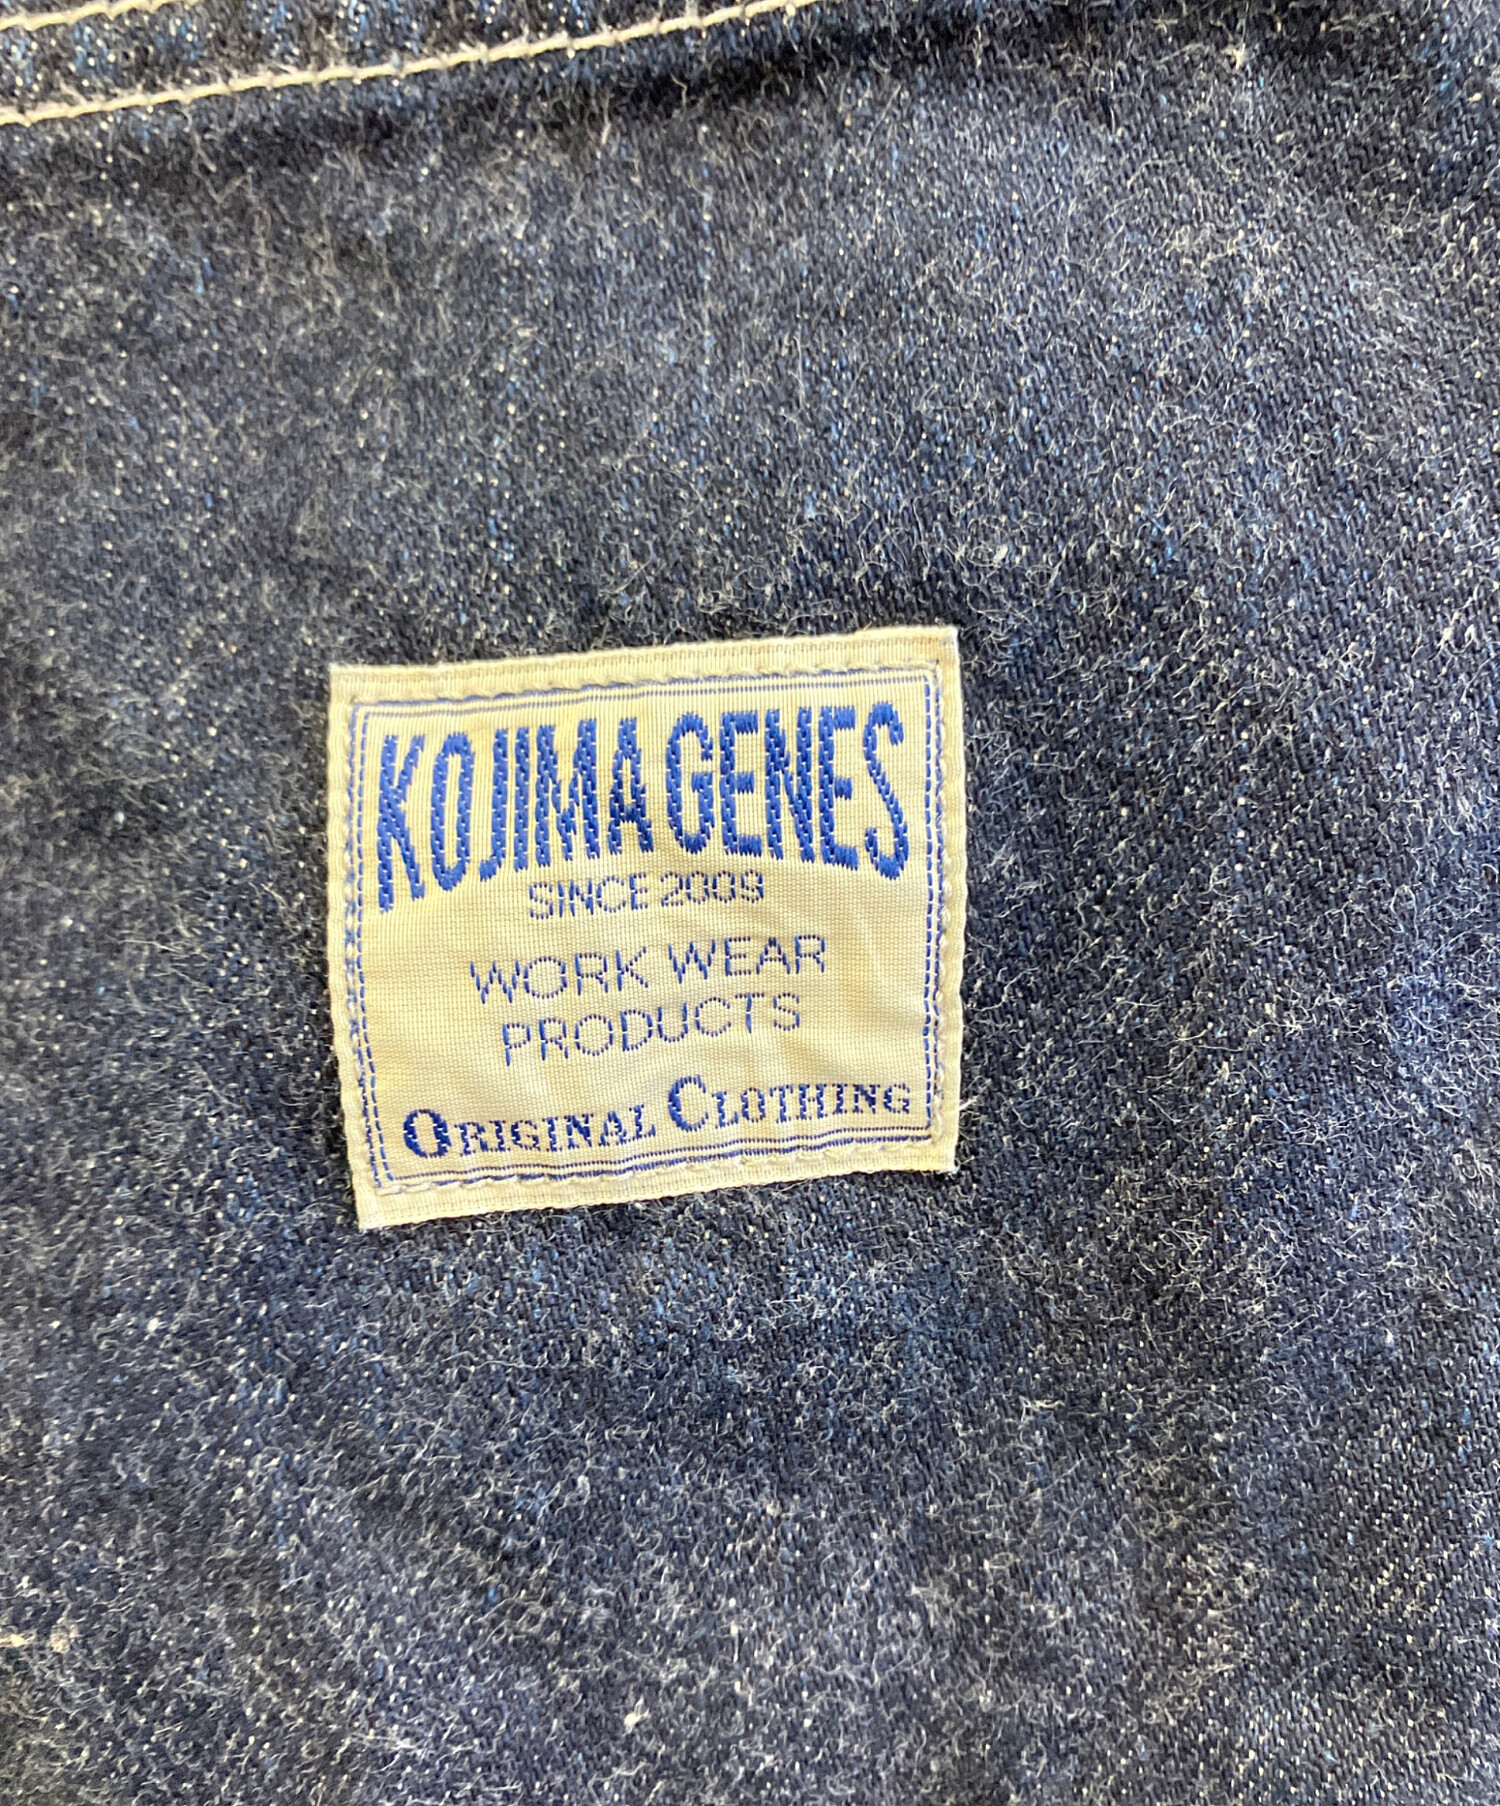 KOJIMA GENES
SINCE 2009
WORK WEAR
PRODUCTS
ORIGINAL CLOTHING